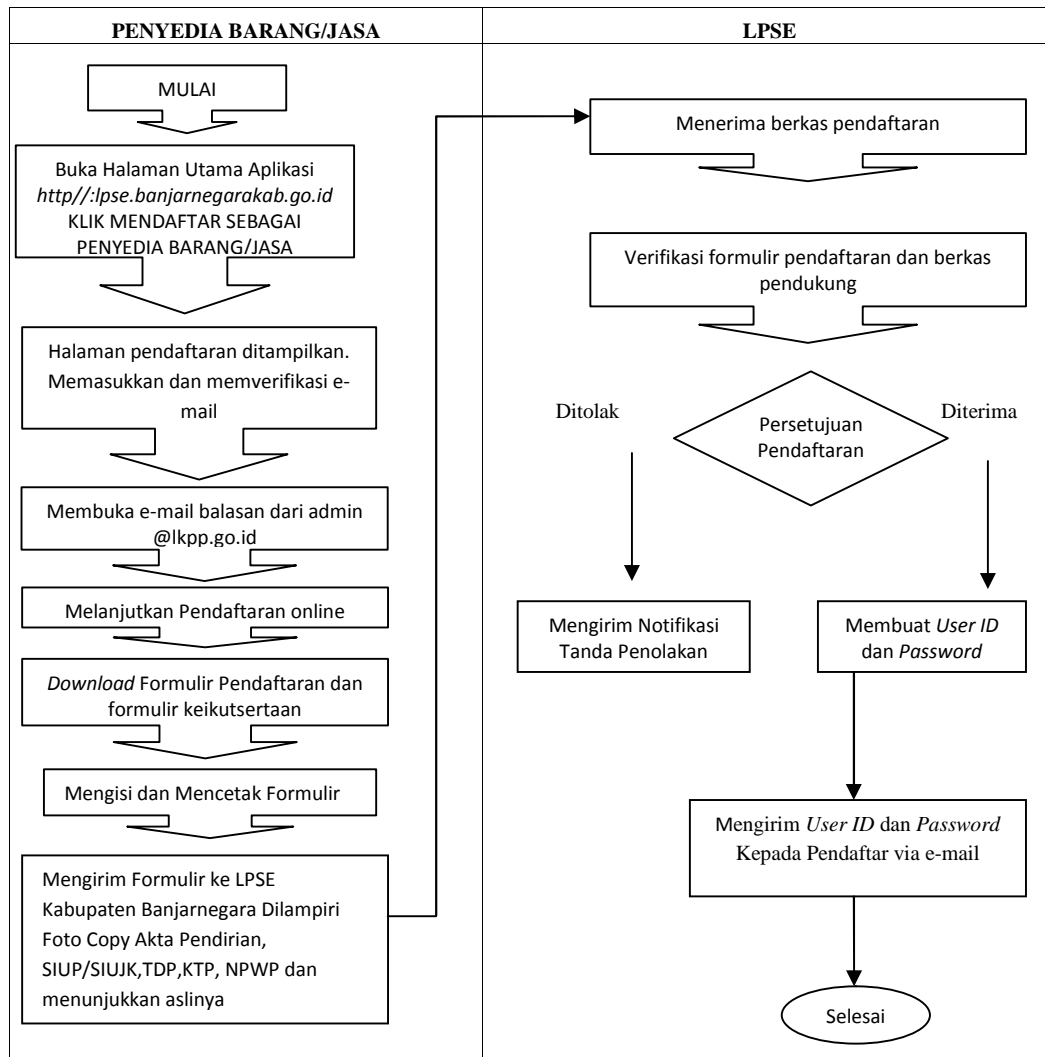 PENYEDIA BARANG/JASA
MULAI
Buka Halaman Utama Aplikasi
http//:lpse.banjarnegarakab.go.id
KLIK MENDAFTAR SEBAGAI
PENYEDIA BARANG/JASA
Halaman pendaftaran ditampilkan.
Memasukkan dan memverifikasi e-
mail
Membuka e-mail balasan dari admin
@lkpp.go.id
Melanjutkan Pendaftaran online
Download Formulir Pendaftaran dan
formulir keikutsertaan
Mengisi dan Mencetak Formulir
Mengirim Formulir ke LPSE
Kabupaten Banjarnegara Dilampiri
Foto Copy Akta Pendirian,
SIUP/SIUJK,TDP,KTP, NPWP dan
menunjukkan aslinya
LPSE
Menerima berkas pendaftaran
Verifikasi formulir pendaftaran dan berkas
pendukung
Ditolak
Persetujuan
Pendaftaran
Diterima
Mengirim Notifikasi
Tanda Penolakan
Membuat User ID
dan Password
Mengirim User ID dan Password
Kepada Pendaftar via e-mail
Selesai